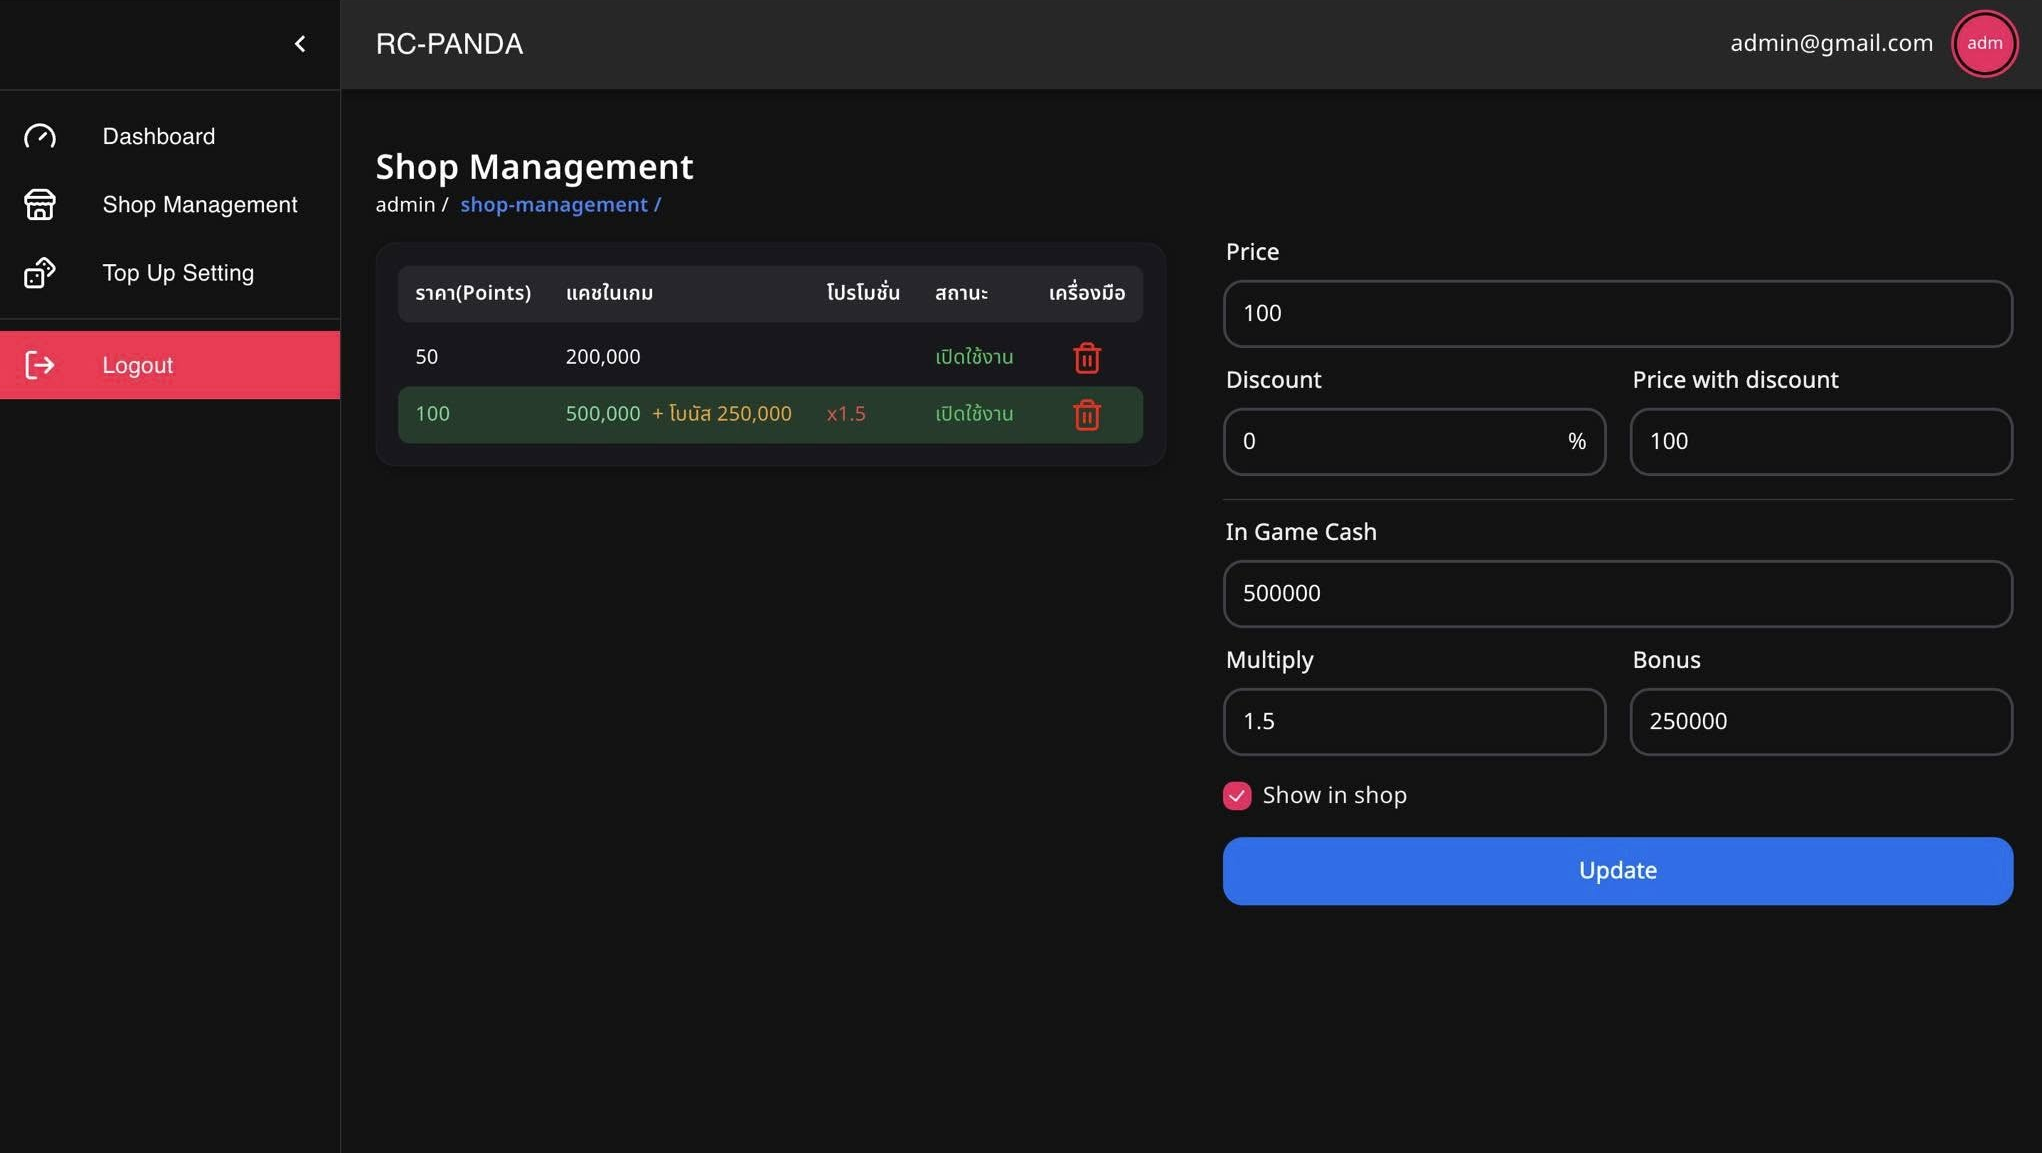 RC-PANDA
admin@gmail.com
adm
Dashboard
Shop Management
Top Up Setting
Logout
Shop Management
admin / shop-management /
ราคา(Points) แคชในเกม โปรโมชั่น สถานะ เครื่องมือ
50 200,000 เปิดใช้งาน
100 500,000 + โบนัส 250,000 x1.5 เปิดใช้งาน
Price
100
Discount Price with discount
0 % 100
In Game Cash
500000
Multiply Bonus
1.5 250000
Show in shop
Update